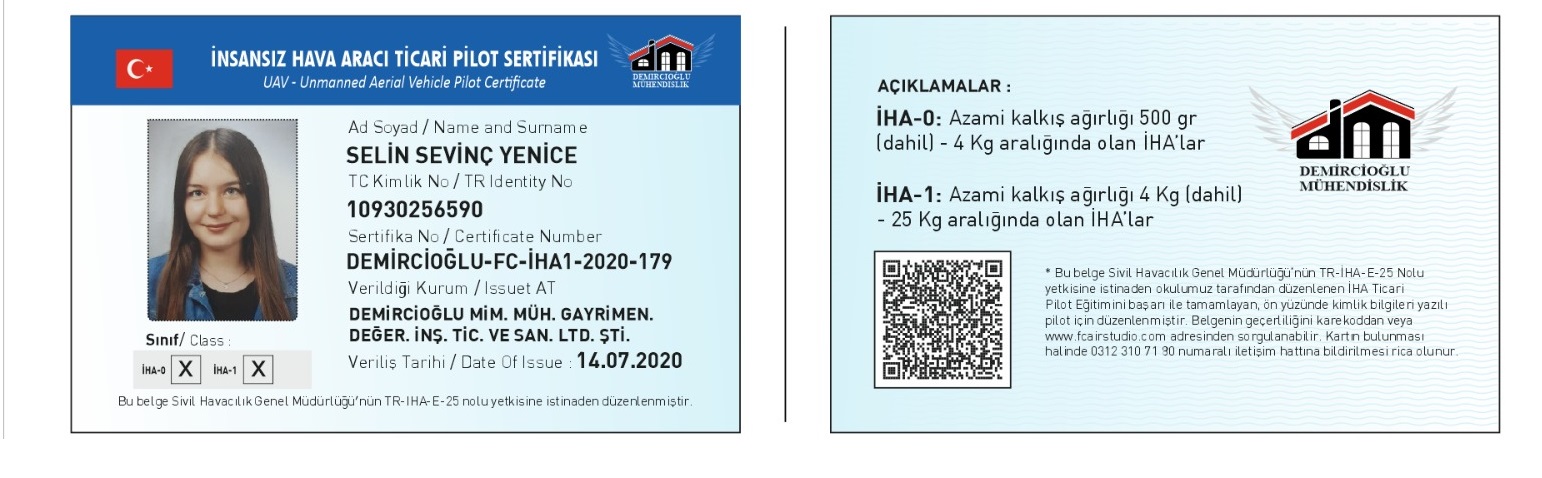 İNSANSIZ HAVA ARACI TİCARİ PİLOT SERTİFİKASI
UAV - Unmanned Aerial Vehicle Pilot Certificate
DEMİRCİOĞLU
MÜHENDİSLİK
Ad Soyad / Name and Surname
SELİN SEVİNÇ YENİCE
TC Kimlik No / TR Identity No
10930256590
Sertifika No / Certificate Number
DEMİRCİOĞLU-FC-İHA1-2020-179
Verildiği Kurum / Issuet AT
DEMİRCİOĞLU MİM. MÜH. GAYRİMEN.
DEĞER. İNŞ. TİC. VE SAN. LTD. ŞTİ.
Veriliş Tarihi / Date Of Issue : 14.07.2020
Sınıf/ Class :
İHA-0 X İHA-1 X
Bu belge Sivil Havacılık Genel Müdürlüğü'nün TR-IHA-E-25 nolu yetkisine istinaden düzenlenmiştir.
AÇIKLAMALAR :
İHA-0: Azami kalkış ağırlığı 500 gr
(dahil) - 4 Kg aralığında olan İHA'lar
İHA-1: Azami kalkış ağırlığı 4 Kg (dahil)
- 25 Kg aralığında olan İHA'lar
DEMİRCİOĞLU
MÜHENDİSLİK
* Bu belge Sivil Havacılık Genel Müdürlüğü'nün TR-İHA-E-25 Nolu
yetkisine istinaden okulumuz tarafından düzenlenen İHA Ticari
Pilot Eğitimini başarı ile tamamlayan, ön yüzünde kimlik bilgileri yazılı
pilot için düzenlenmiştir. Belgenin geçerliliğini karekoddan veya
www.fcairstudio.com adresinden sorgulanabilir. Kartın bulunması
halinde 0312 310 71 90 numaralı iletişim hattına bildirilmesi rica olunur.